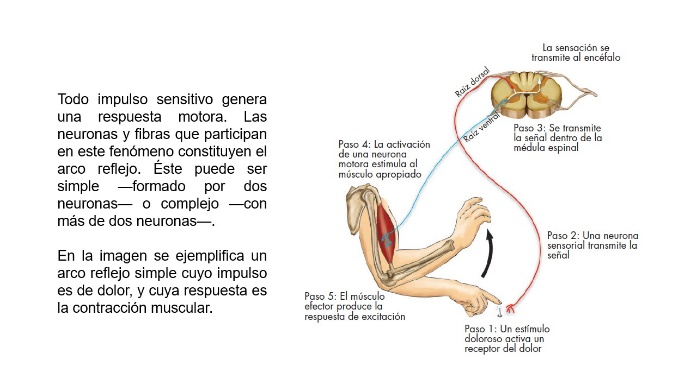 Todo impulso sensitivo genera
una respuesta motora. Las
neuronas y fibras que participan
en este fenómeno constituyen el
arco reflejo. Éste puede ser
simple —formado por dos
neuronas— o complejo —con
más de dos neuronas—.
En la imagen se ejemplifica un
arco reflejo simple cuyo impulso
es de dolor, y cuya respuesta es
la contracción muscular.
La sensación se
transmite al encéfalo
Raíz dorsal
Raíz ventral
Paso 3: Se transmite
la señal dentro de la
médula espinal
Paso 4: La activación
de una neurona
motora estimula al
músculo apropiado
Paso 2: Una neurona
sensorial transmite la
señal
Paso 5: El músculo
efector produce la
respuesta de excitación
Paso 1: Un estímulo
doloroso activa un
receptor del dolor